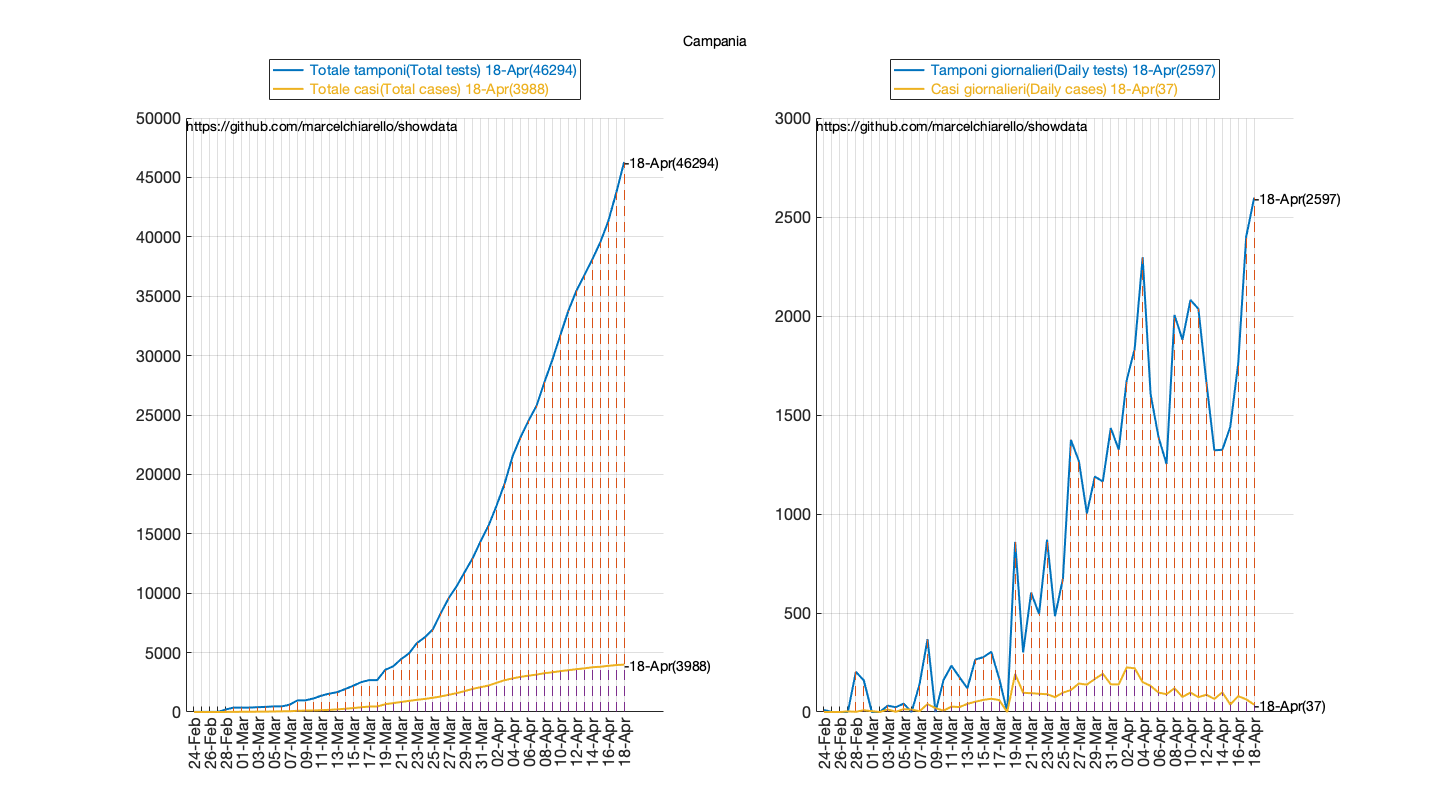 Campania
Totale tamponi(Total tests) 18-Apr(46294)
Totale casi(Total cases) 18-Apr(3988)
50000
45000
40000
35000
30000
25000
20000
15000
10000
5000
0
https://github.com/marcelchiarello/showdata
18-Apr(46294)
18-Apr(3988)
24-Feb
26-Feb
28-Feb
01-Mar
03-Mar
05-Mar
07-Mar
09-Mar
11-Mar
13-Mar
15-Mar
17-Mar
19-Mar
21-Mar
23-Mar
25-Mar
27-Mar
29-Mar
31-Mar
02-Apr
04-Apr
06-Apr
08-Apr
10-Apr
12-Apr
14-Apr
16-Apr
18-Apr
Tamponi giornalieri(Daily tests) 18-Apr(2597)
Casi giornalieri(Daily cases) 18-Apr(37)
3000
2500
2000
1500
1000
500
0
https://github.com/marcelchiarello/showdata
18-Apr(2597)
18-Apr(37)
24-Feb
26-Feb
28-Feb
01-Mar
03-Mar
05-Mar
07-Mar
09-Mar
11-Mar
13-Mar
15-Mar
17-Mar
19-Mar
21-Mar
23-Mar
25-Mar
27-Mar
29-Mar
31-Mar
02-Apr
04-Apr
06-Apr
08-Apr
10-Apr
12-Apr
14-Apr
16-Apr
18-Apr